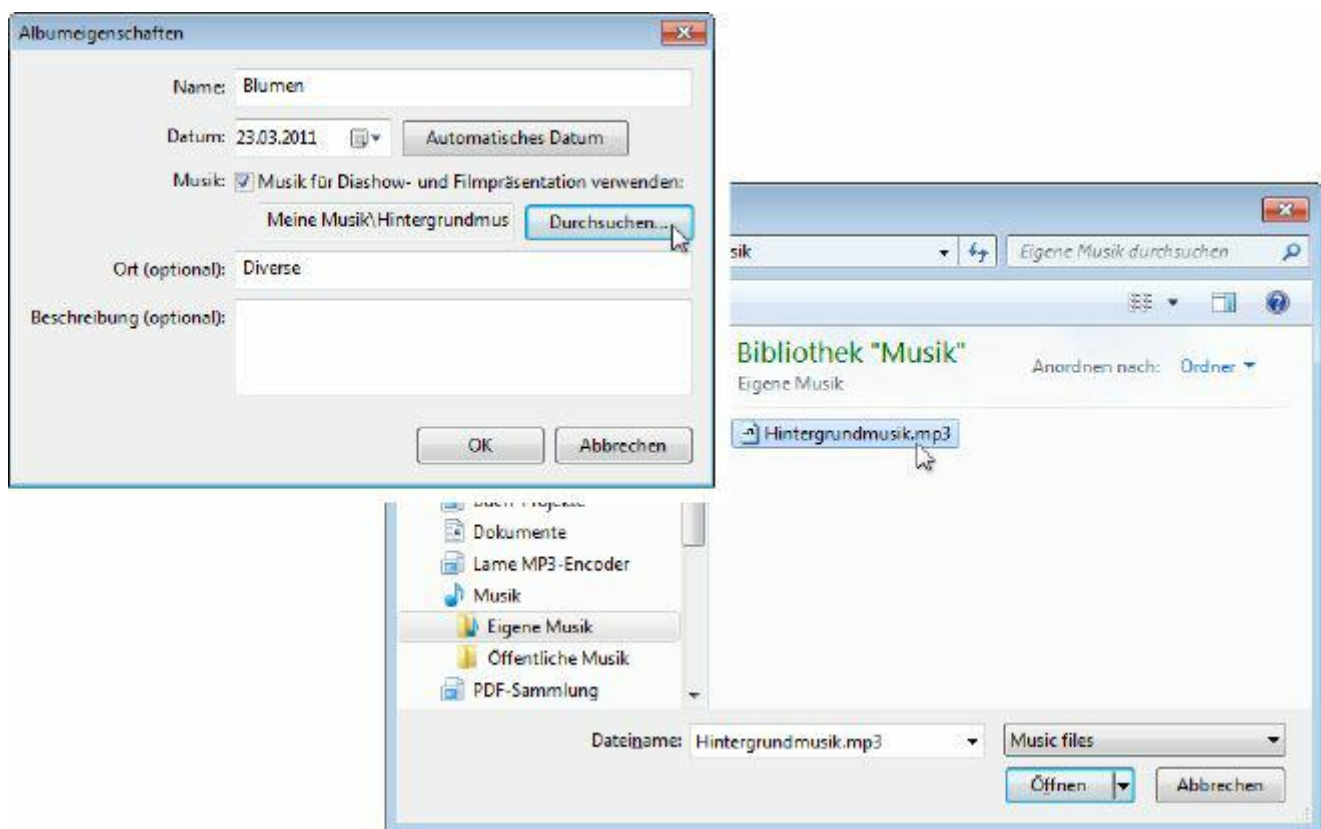 Albumeigenschaften
Name: Blumen
Datum: 23.03.2011 Automatisches Datum
Musik: Musik für Diashow- und Filmpräsentation verwenden:
Meine Musik\Hintergrundmus Durchsuchen...
Ort (optional): Diverse
Beschreibung (optional):
OK Abbrechen
sik Eigene Musik durchsuchen
Bibliothek "Musik"
Eigene Musik
Anordnen nach: Ordner
Hintergrundmusik.mp3
Dokumente
Lame MP3-Encoder
Musik
Eigene Musik
Öffentliche Musik
PDF-Sammlung
Dateiname: Hintergrundmusik.mp3 Music files
Öffnen Abbrechen